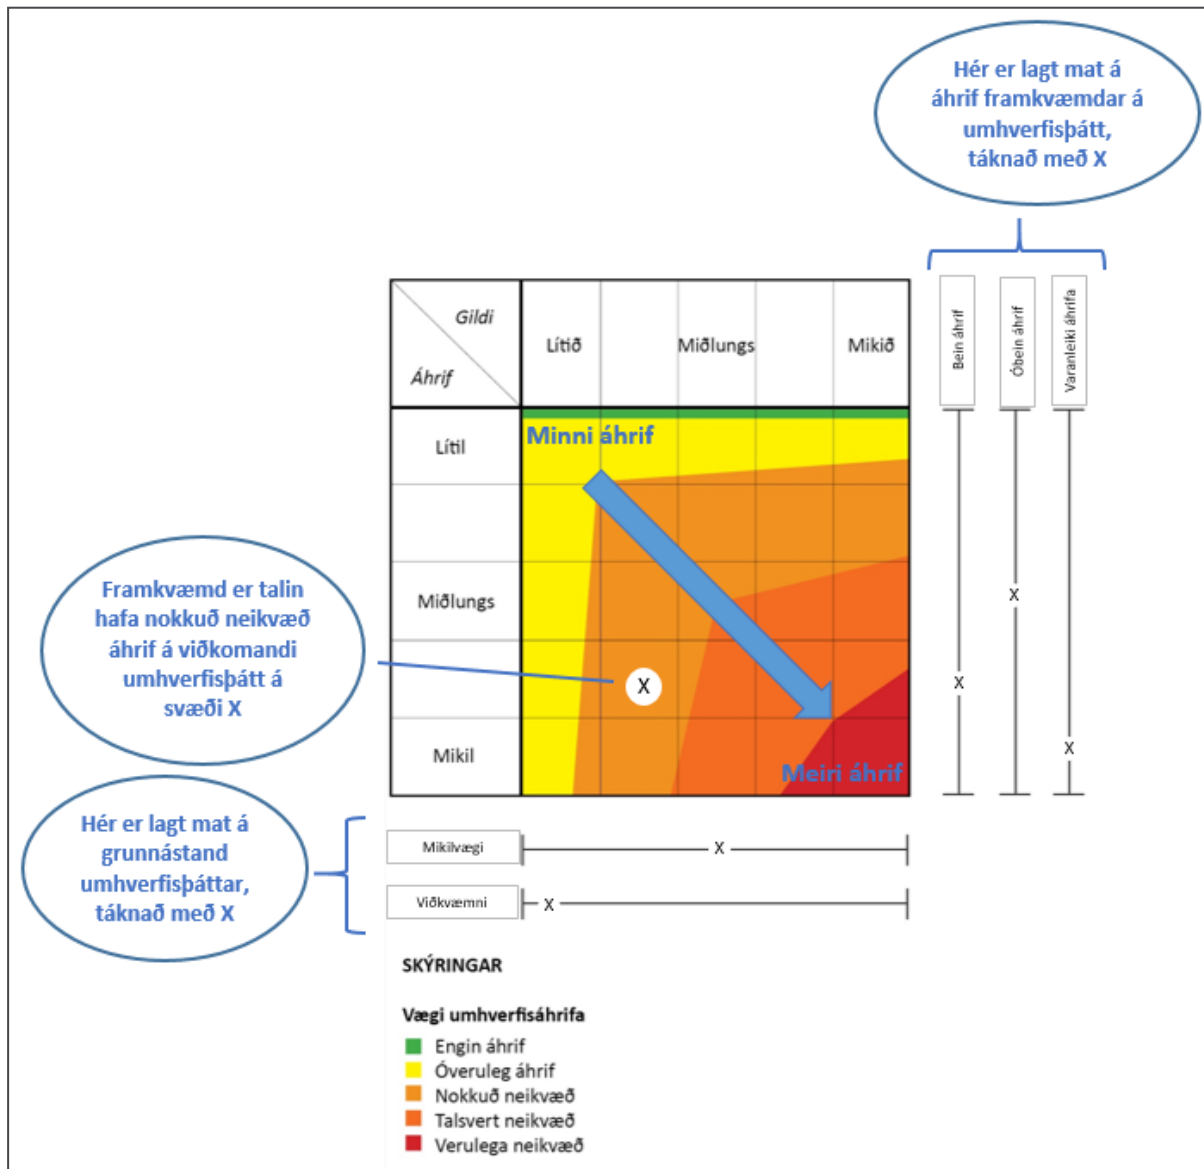 Hér er lagt mat á
áhrif framkvæmdar á
umhverfisþátt,
táknað með X
Bein áhrif
Óbein áhrif
Varanleiki áhrifa
Gildi
Áhrif
Lítið
Miðlungs
Mikið
Lítil
Minni áhrif
Miðlungs
Mikil
Meiri áhrif
X
X
X
X
Framkvæmd er talin
hafa nokkuð neikvæð
áhrif á viðkomandi
umhverfisþátt á
svæði X
Hér er lagt mat á
grunnástand
umhverfisþáttar,
táknað með X
Mikilvægi
X
Viðkvæmni
X
SKÝRINGAR
Vægi umhverfisáhrifa
Engin áhrif
Óveruleg áhrif
Nokkuð neikvæð
Talsvert neikvæð
Verulega neikvæð